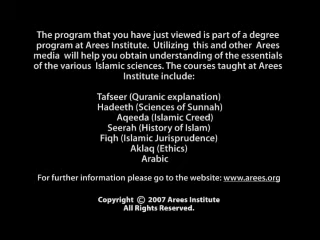 The program that you have just viewed is part of a degree
program at Arees Institute.  Utilizing  this and other  Arees
media  will help you obtain understanding of the essentials
of the various  Islamic sciences. The courses taught at Arees
Institute include:
Tafseer (Quranic explanation)
Hadeeth (Sciences of Sunnah)
Aqeeda (Islamic Creed)
Seerah (History of Islam)
Fiqh (Islamic Jurisprudence)
Aklaq (Ethics)
Arabic
For further information please go to the website: www.arees.org
Copyright © 2007 Arees Institute
All Rights Reserved.